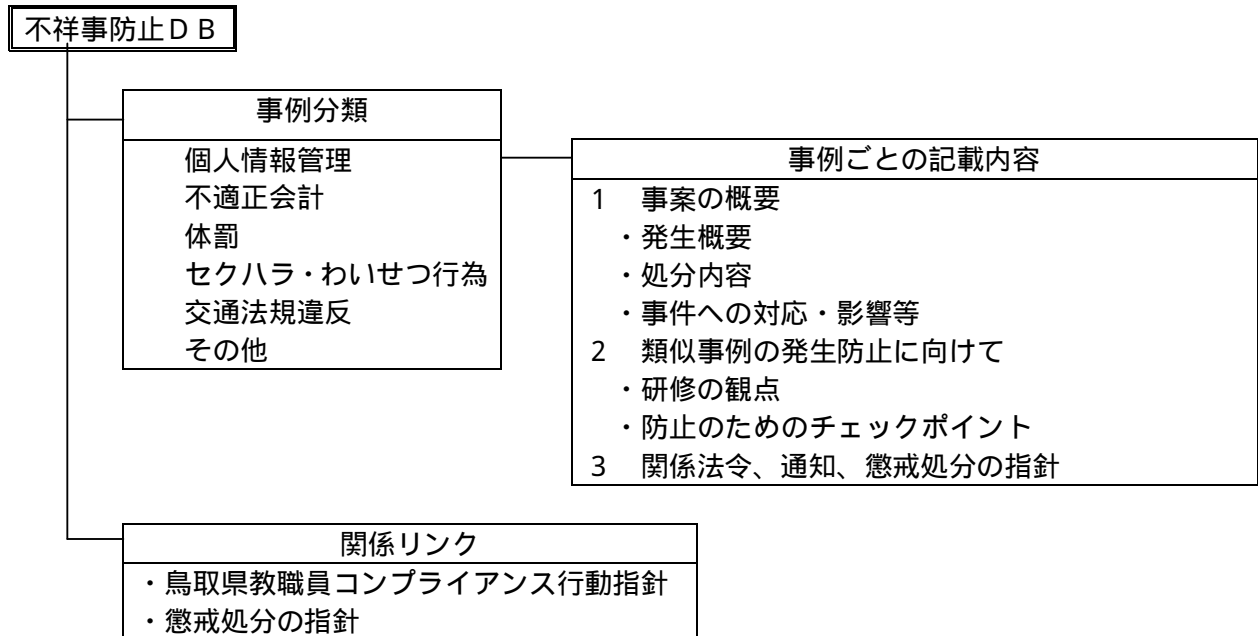 不祥事防止ＤＢ
事例分類
個人情報管理
不適正会計
体罰
セクハラ・わいせつ行為
交通法規違反
その他
事例ごとの記載内容
1　事案の概要
・発生概要
・処分内容
・事件への対応・影響等
2　類似事例の発生防止に向けて
・研修の観点
・防止のためのチェックポイント
3　関係法令、通知、懲戒処分の指針
関係リンク
・鳥取県教職員コンプライアンス行動指針
・懲戒処分の指針